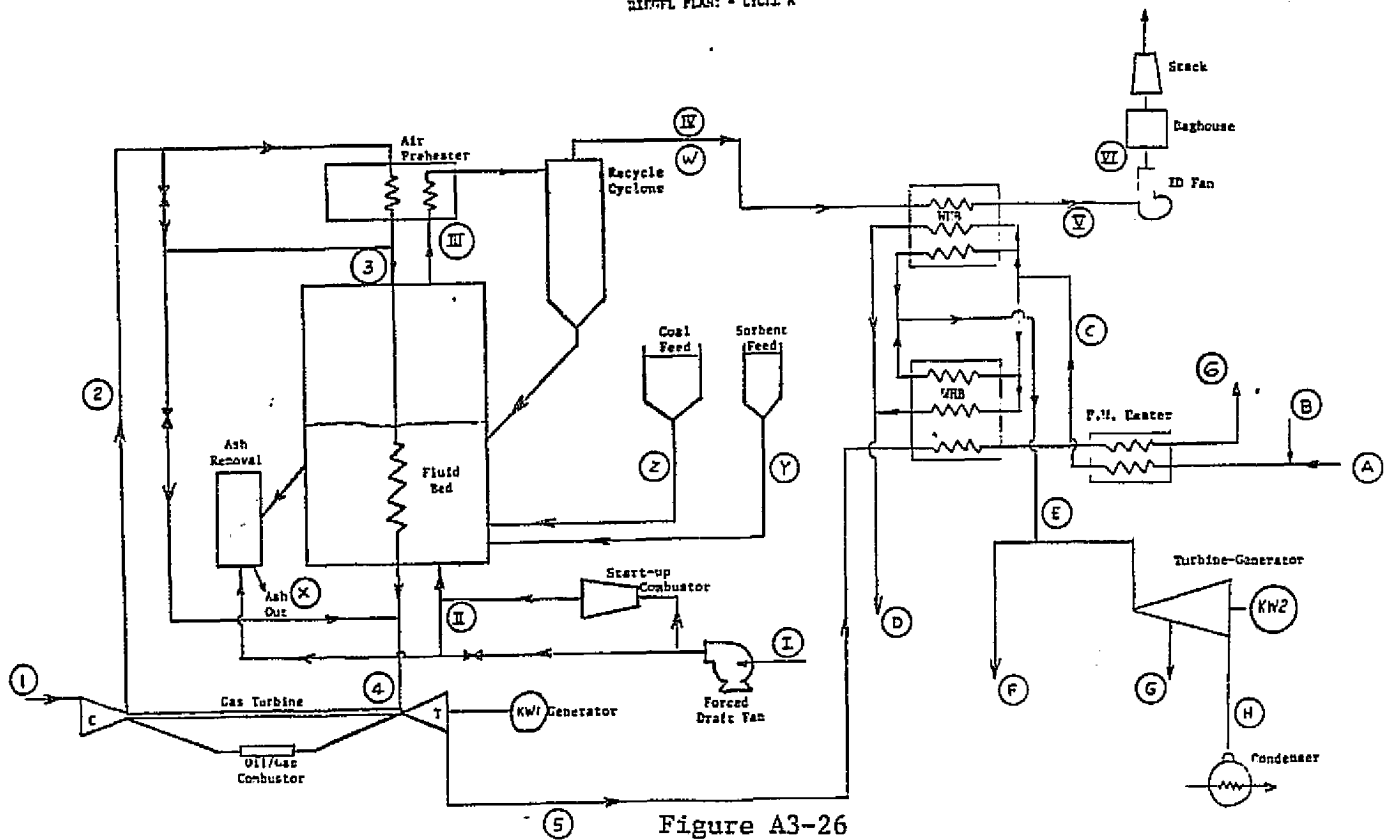 Stack
Baghouse
VI
ID Fan
IV
W
Air
Preheater
Recycle
Cyclone
WHB
V
III
3
C
2
Coal
Feed
Sorbent
Feed
G
B
WHB
F.W. Heater
A
Ash
Removal
Fluid
Bed
Z
Y
E
Turbine-Generator
KW2
Start-up
Combustor
X
Ash
Out
II
D
I
F
G
1
4
Gas Turbine
C
T
KW1
Generator
Forced
Draft Fan
H
Condenser
Oil/Gas
Combustor
5
Figure A3-26